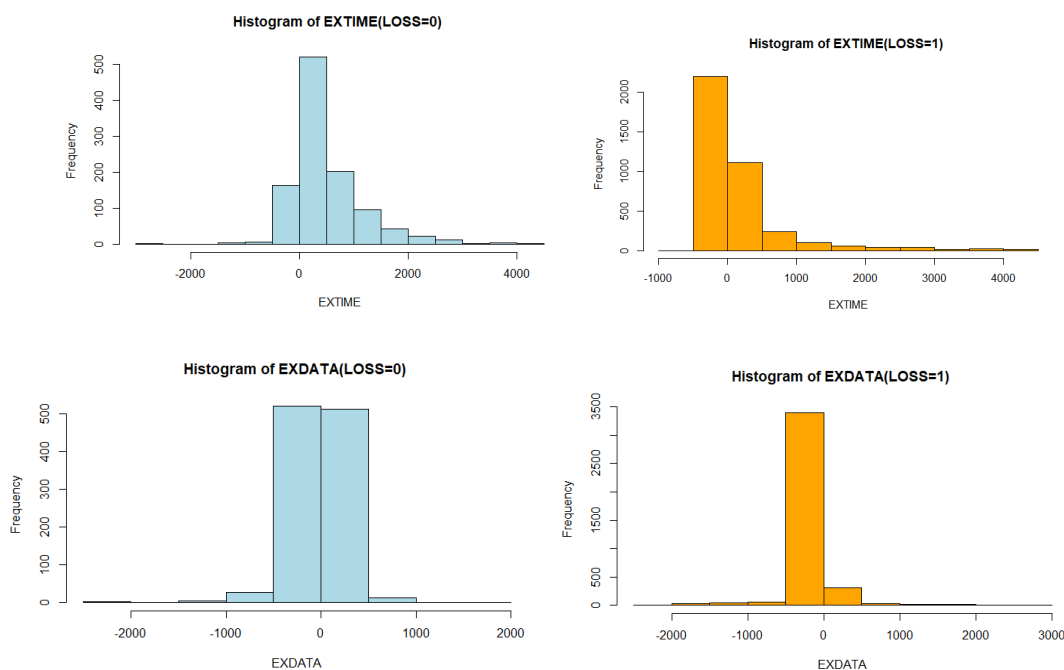 Histogram of EXTIME(LOSS=0)
Frequency
500
400
300
200
100
0
-2000 0 2000 4000
EXTIME
Histogram of EXTIME(LOSS=1)
Frequency
2000
1500
1000
500
0
-1000 0 1000 2000 3000 4000
EXTIME
Histogram of EXDATA(LOSS=0)
Frequency
500
400
300
200
100
0
-2000 -1000 0 1000 2000
EXDATA
Histogram of EXDATA(LOSS=1)
Frequency
3500
2500
1500
500
0
-2000 -1000 0 1000 2000 3000
EXDATA